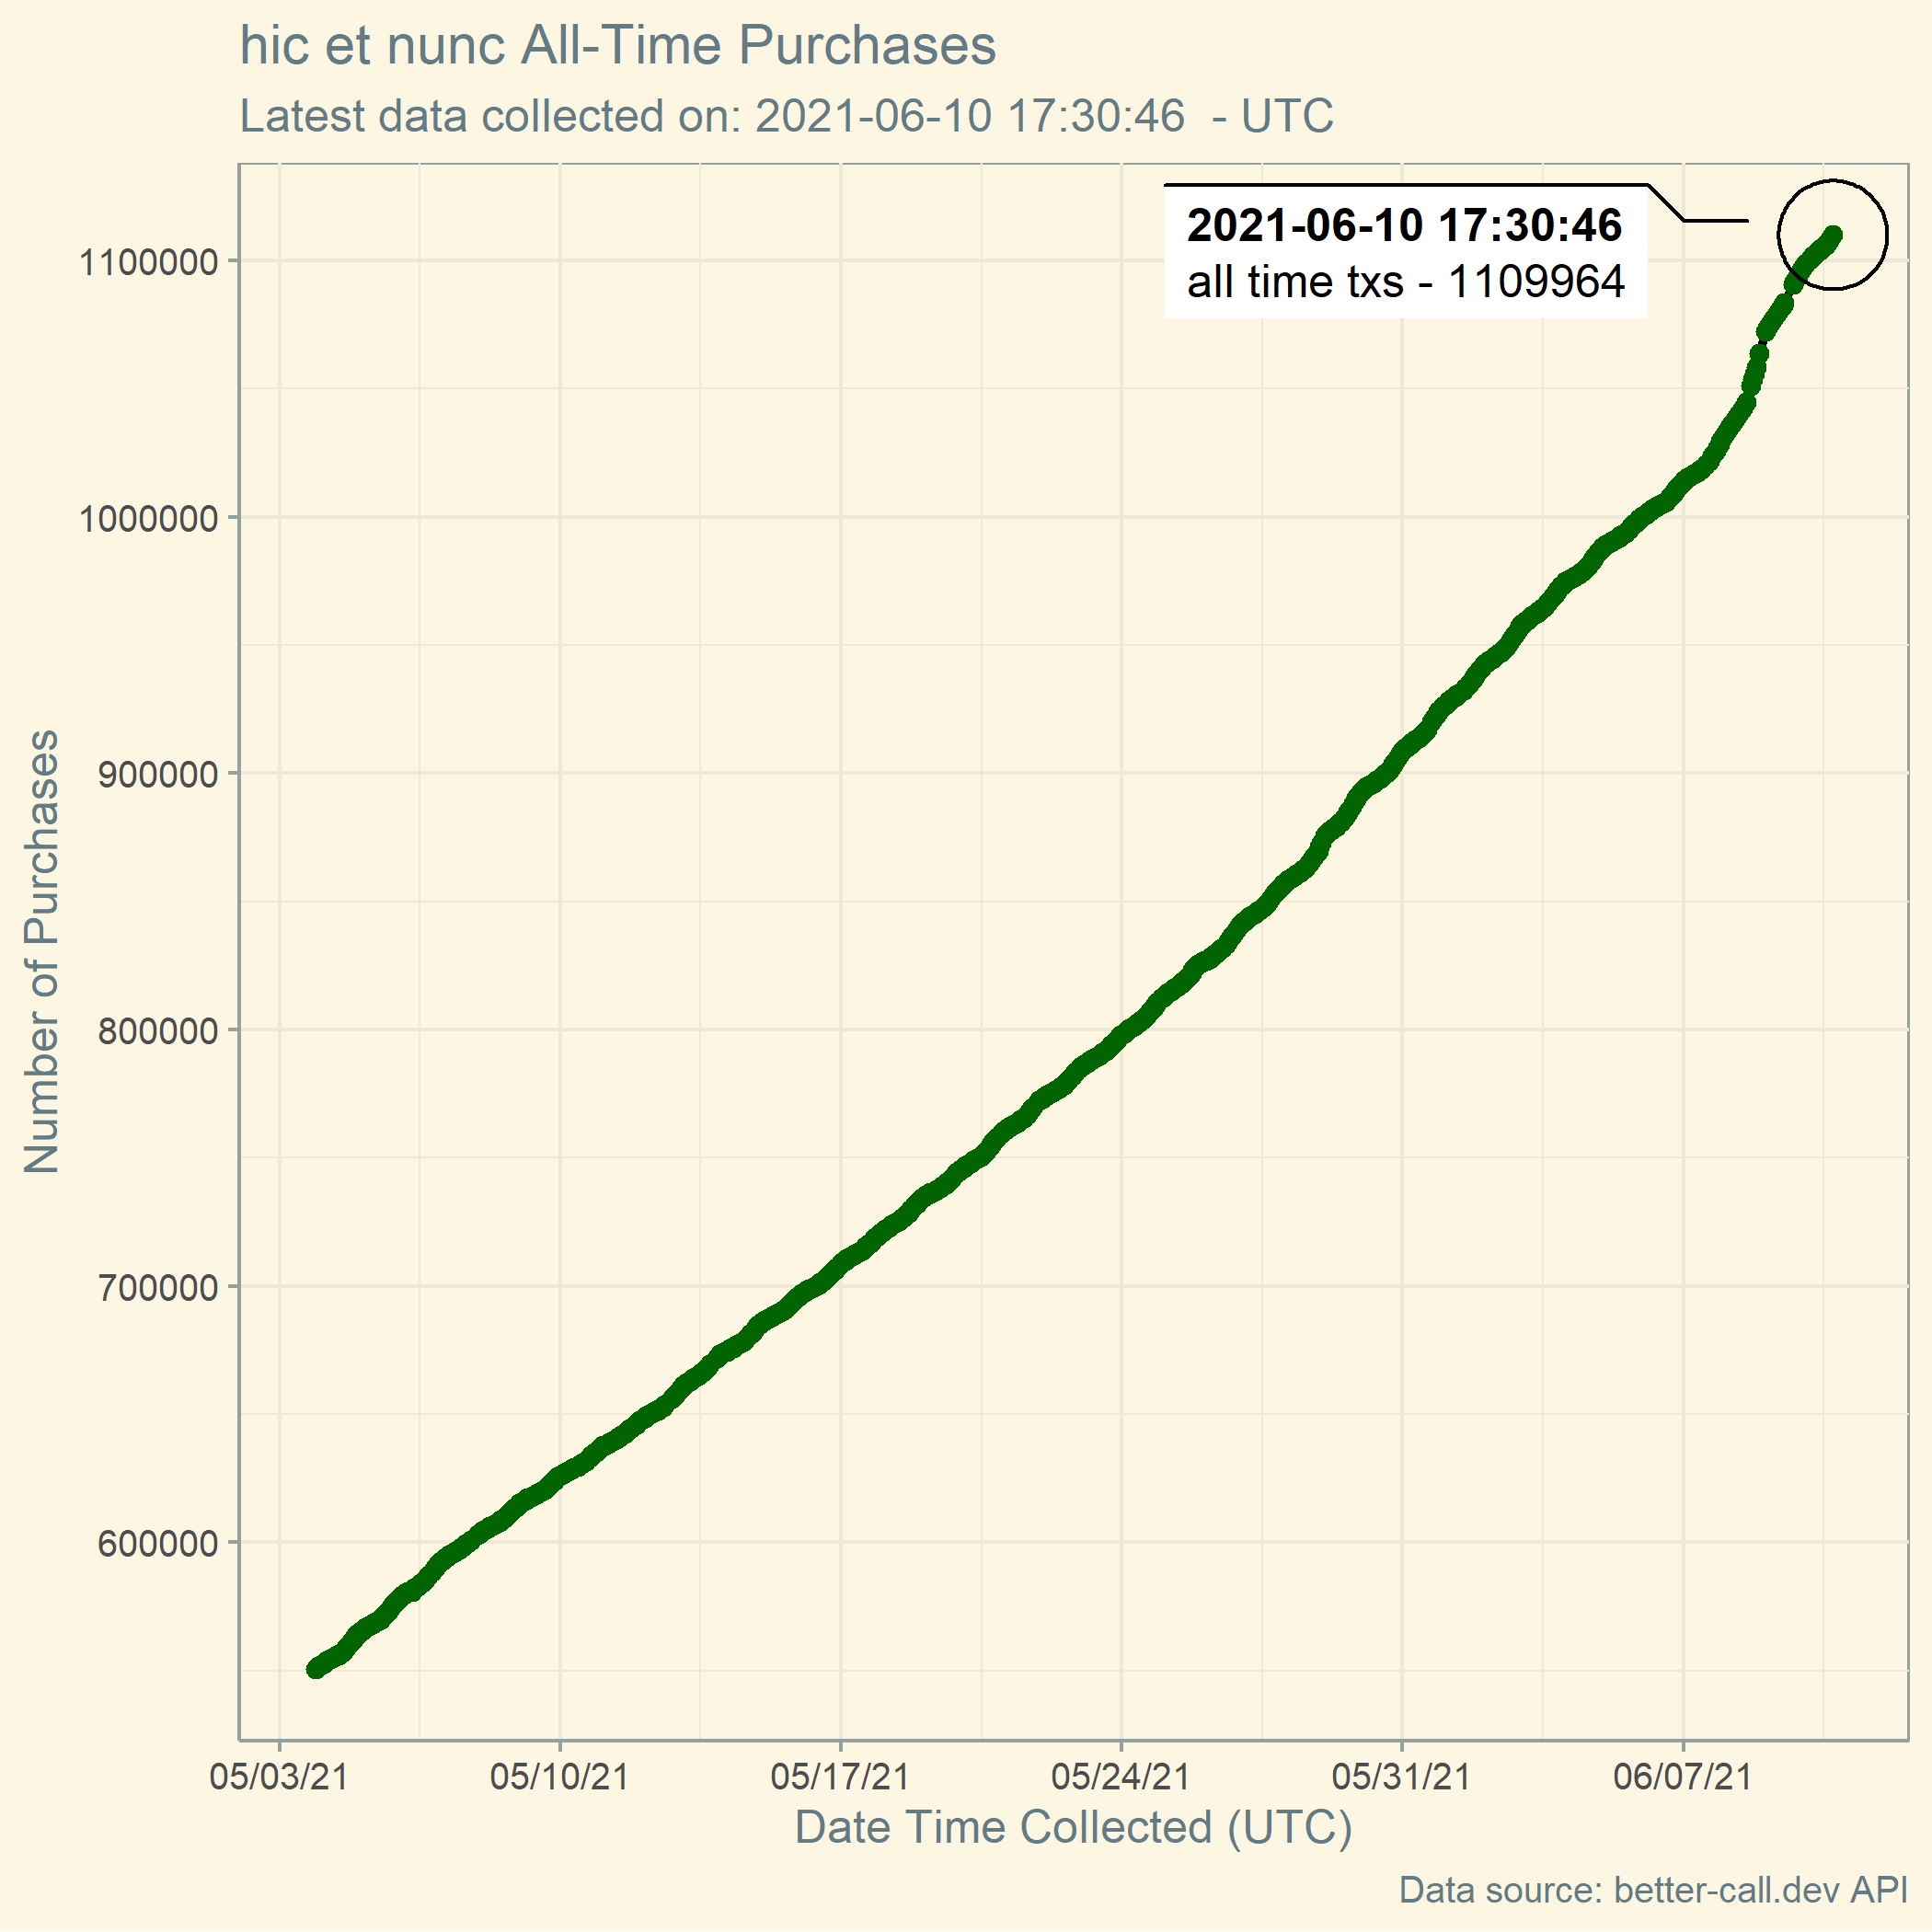 hic et nunc All-Time Purchases
Latest data collected on: 2021-06-10 17:30:46  - UTC
2021-06-10 17:30:46
all time txs - 1109964
Number of Purchases
1100000
1000000
900000
800000
700000
600000
05/03/21
05/10/21
05/17/21
05/24/21
05/31/21
06/07/21
Date Time Collected (UTC)
Data source: better-call.dev API